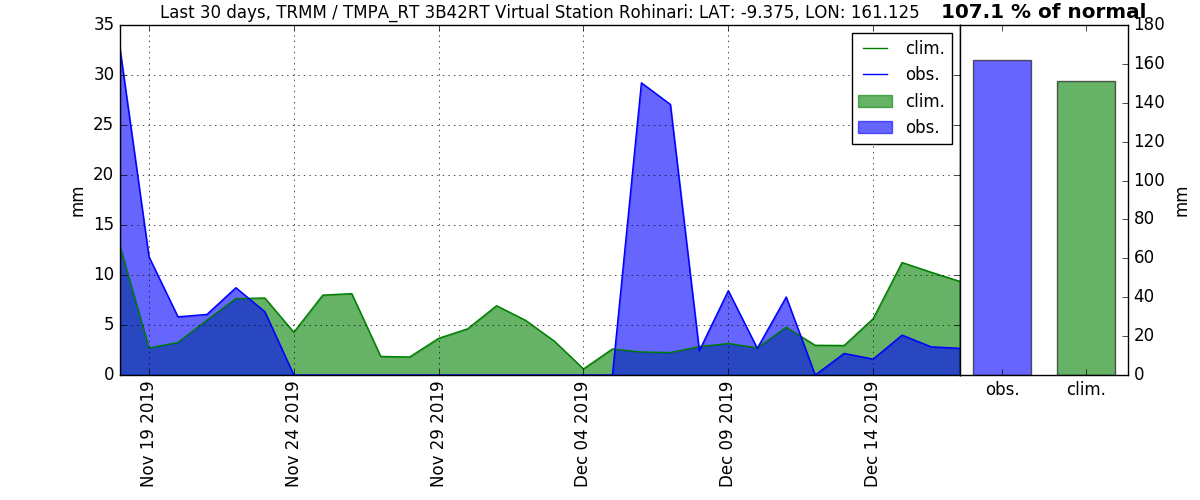 Last 30 days, TRMM / TMPA_RT 3B42RT Virtual Station Rohinari: LAT: -9.375, LON: 161.125
107.1 % of normal
35
30
25
20
15
10
5
0
mm
clim.
obs.
clim.
obs.
Nov 19 2019
Nov 24 2019
Nov 29 2019
Dec 04 2019
Dec 09 2019
Dec 14 2019
180
160
140
120
100
80
60
40
20
0
mm
obs.
clim.